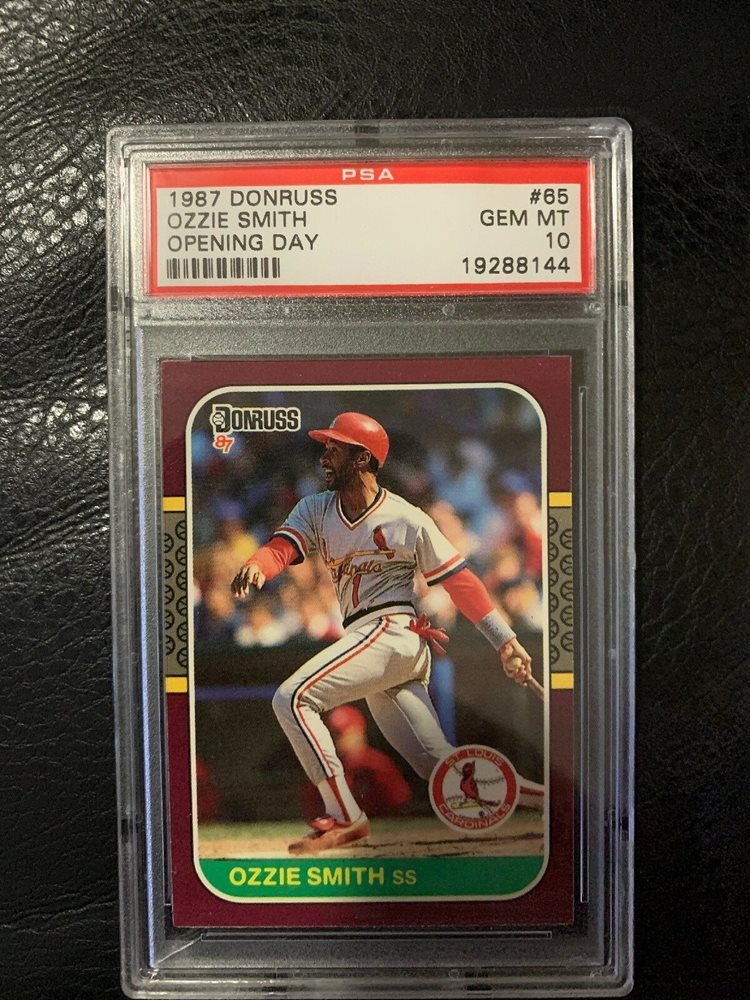 PSA
1987 DONRUSS #65
OZZIE SMITH GEM MT
OPENING DAY 10
19288144
DONRUSS
87
Cardinals
1
ST. LOUIS
CARDINALS
OZZIE SMITH SS